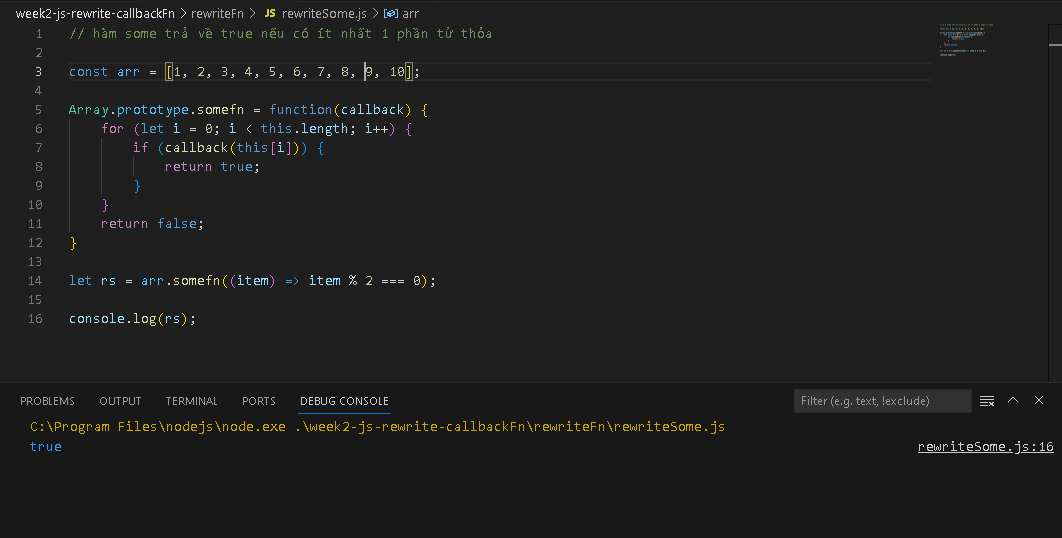 week2-js-rewrite-callbackFn > rewriteFn > JS rewriteSome.js > arr
1 // hàm some trả về true nếu có ít nhất 1 phần tử thỏa
2
3 const arr = [1, 2, 3, 4, 5, 6, 7, 8, 9, 10];
4
5 Array.prototype.somefn = function(callback) {
6 for (let i = 0; i < this.length; i++) {
7 if (callback(this[i])) {
8 return true;
9 }
10 }
11 return false;
12 }
13
14 let rs = arr.somefn((item) => item % 2 === 0);
15
16 console.log(rs);
PROBLEMS OUTPUT TERMINAL PORTS DEBUG CONSOLE Filter (e.g. text, !exclude)
C:\Program Files\nodejs\node.exe .\week2-js-rewrite-callbackFn\rewriteFn\rewriteSome.js
true rewriteSome.js:16